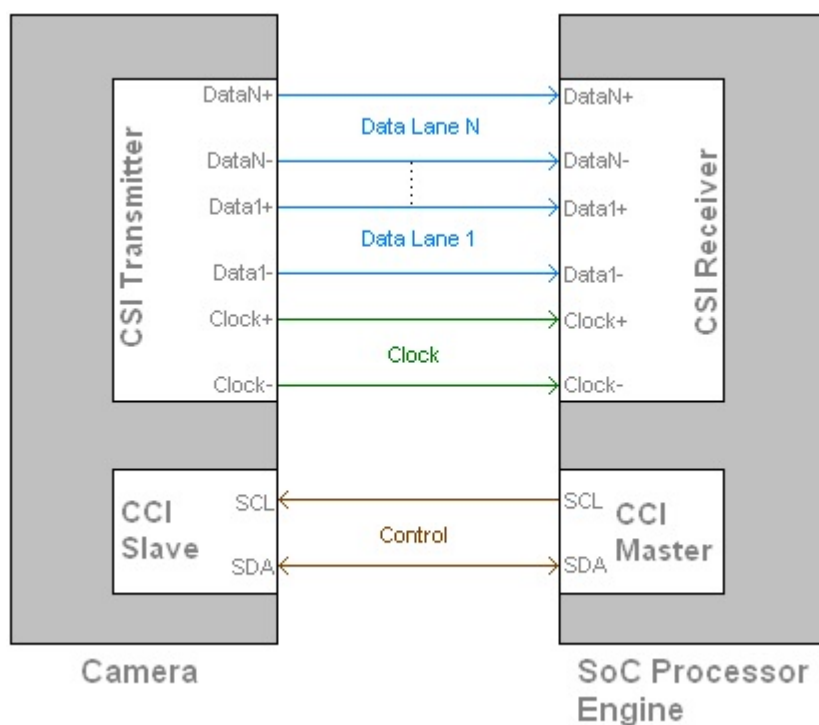 DataN+
DataN+
Data Lane N
DataN-
DataN-
Data1+
Data1+
Data Lane 1
Data1-
Data1-
Clock+
Clock+
Clock
Clock-
Clock-
CSI Transmitter
CSI Receiver
SCL
SCL
CCI
Slave
Control
CCI
Master
SDA
SDA
Camera
SoC Processor
Engine